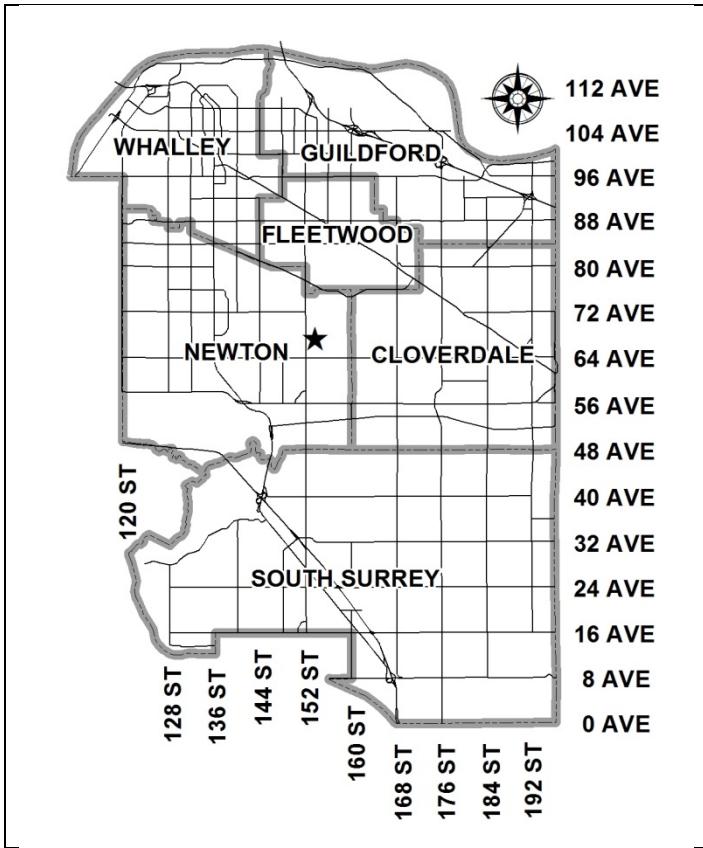 112 AVE
104 AVE
WHALLEY
GUILDFORD
96 AVE
88 AVE
FLEETWOOD
80 AVE
72 AVE
NEWTON
CLOVERDALE
64 AVE
56 AVE
48 AVE
120 ST
40 AVE
32 AVE
SOUTH SURREY
24 AVE
16 AVE
8 AVE
0 AVE
128 ST
136 ST
144 ST
152 ST
160 ST
168 ST
176 ST
184 ST
192 ST